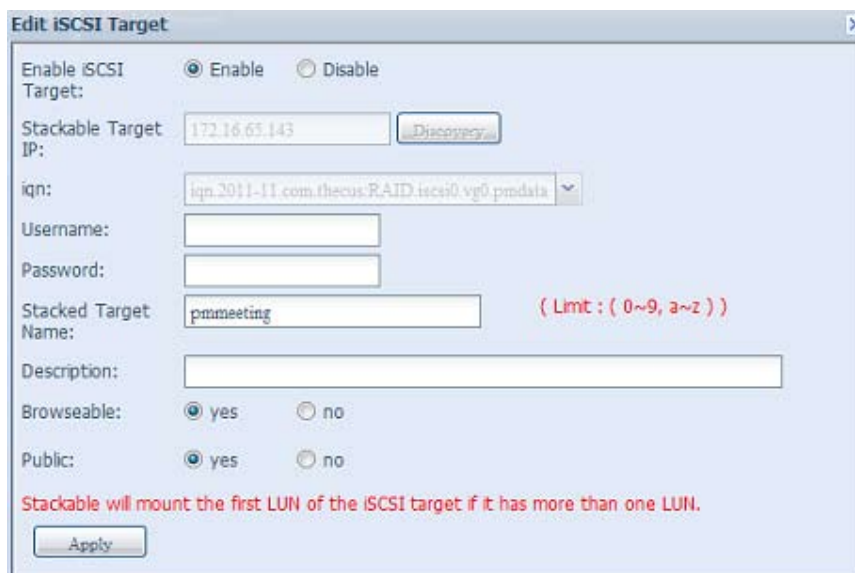 Edit iSCSI Target
Enable iSCSI Target: Enable Disable
Stackable Target IP: 172.16.65.143 Discovery
iqn: iqn.2011-11.com.thecus:RAID.iscsi0.vg0.pmdata
Username:
Password:
Stacked Target Name: pmmeeting ( Limit : ( 0~9, a~z ) )
Description:
Browseable: yes no
Public: yes no
Stackable will mount the first LUN of the iSCSI target if it has more than one LUN.
Apply